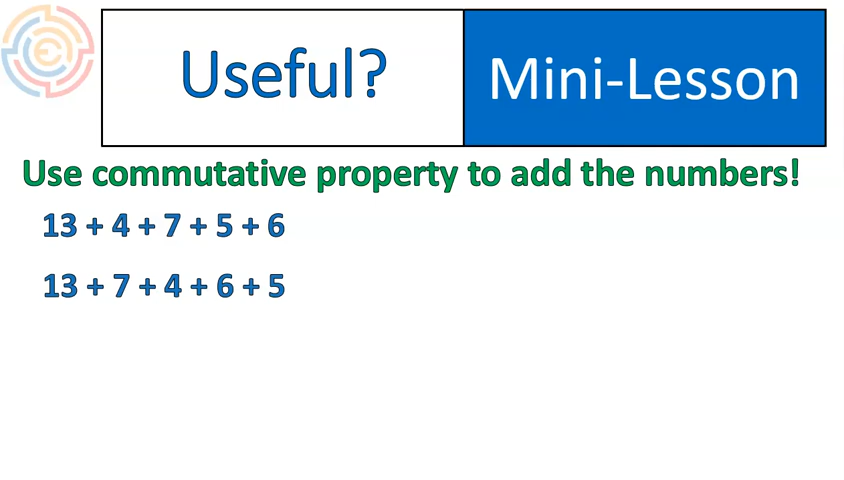 Useful?
Mini-Lesson
Use commutative property to add the numbers!
13 + 4 + 7 + 5 + 6
13 + 7 + 4 + 6 + 5